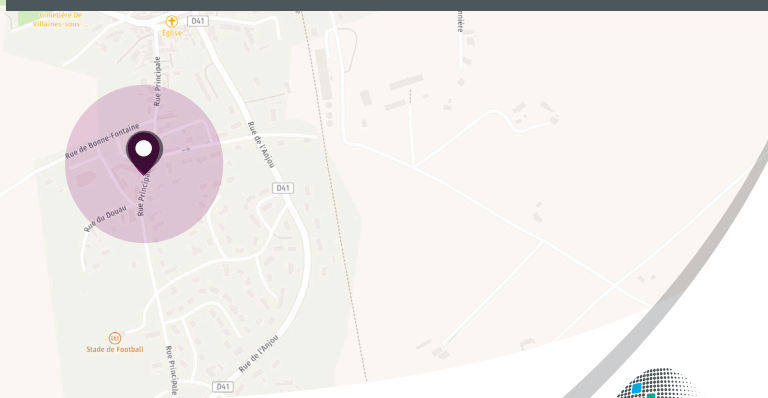 Cimetière De
Villaines-sous-
Église
D41
Rue Principale
Rue de Bonne-Fontaine
Rue de l'Anjou
D41
Rue Principale
Rue du Douau
Stade de Football
Rue Principale
Rue de l'Anjou
D41